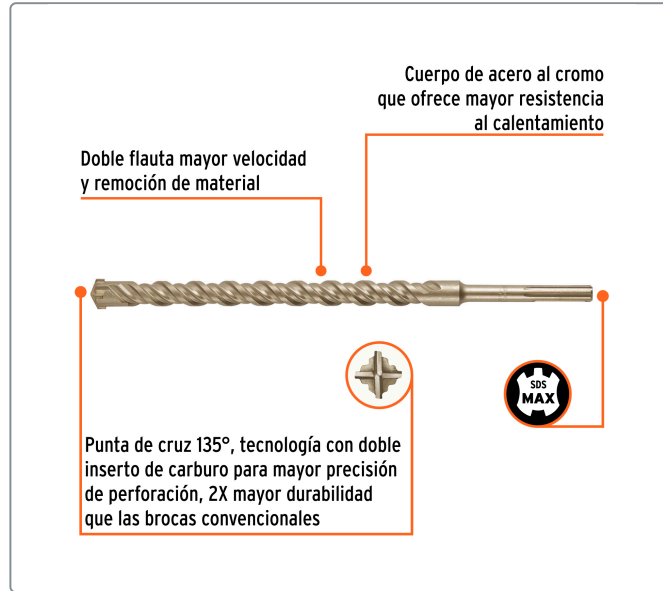 Cuerpo de acero al cromo
que ofrece mayor resistencia
al calentamiento
Doble flauta mayor velocidad
y remoción de material
SDS
MAX
Punta de cruz 135°, tecnología con doble
inserto de carburo para mayor precisión
de perforación, 2X mayor durabilidad
que las brocas convencionales